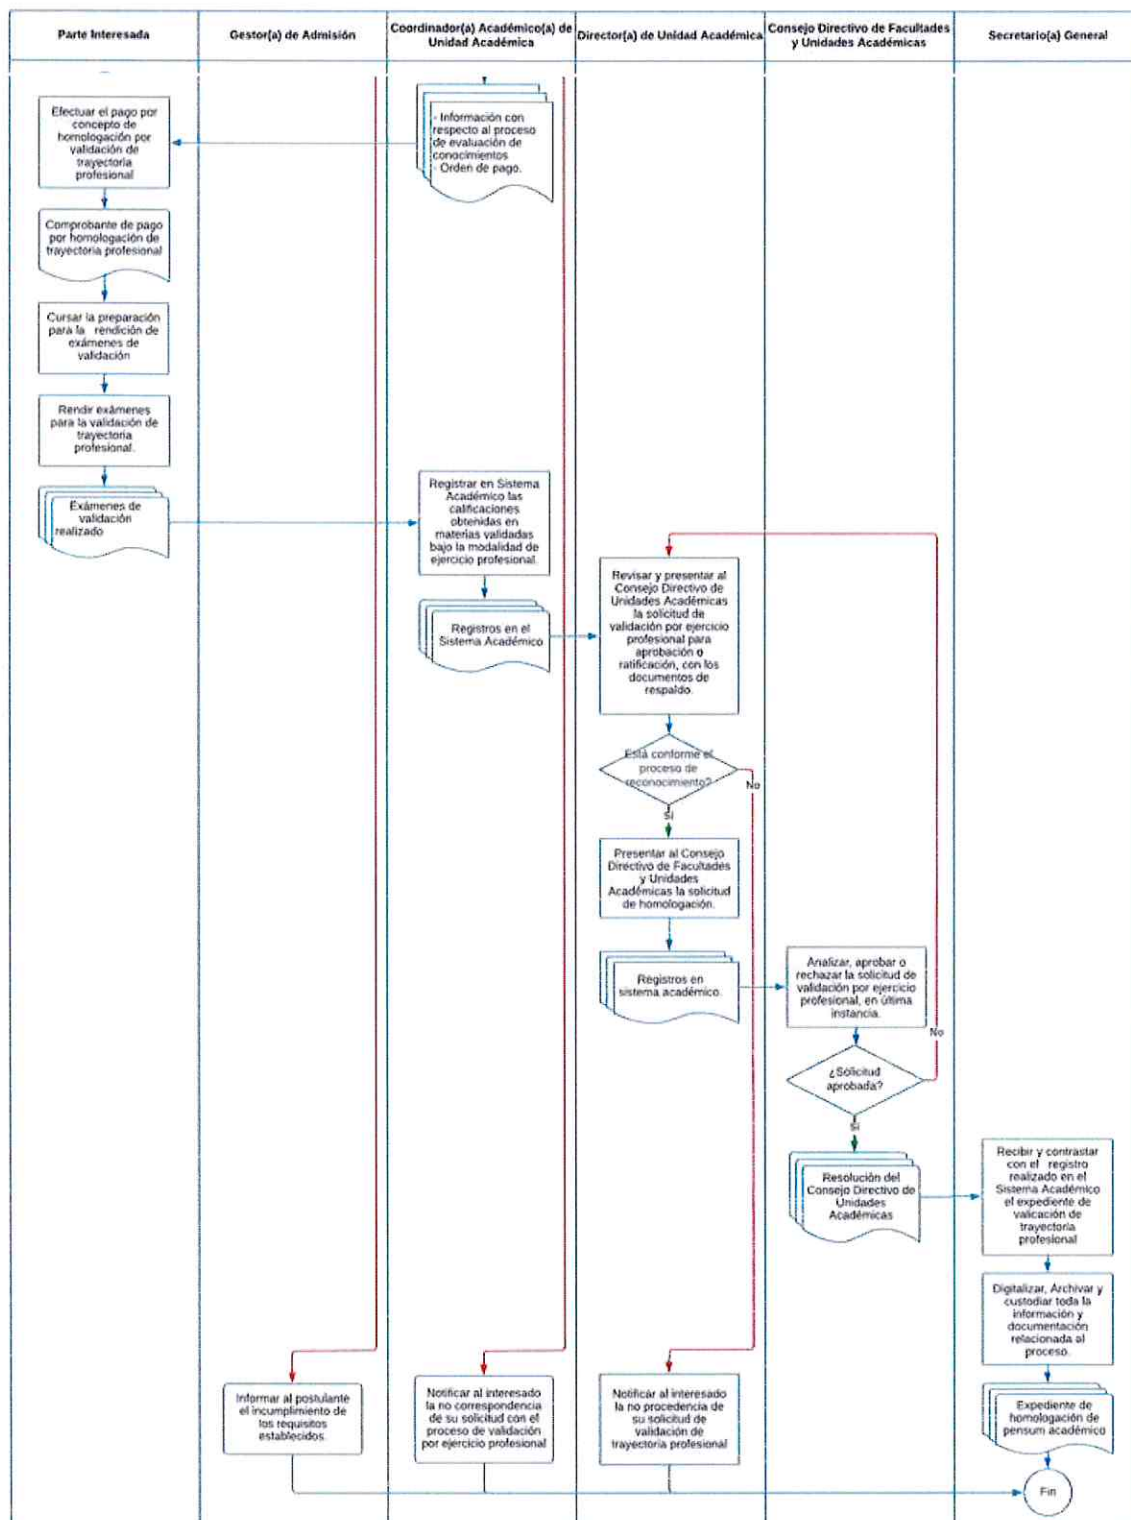 Parte Interesada
Gestor(a) de Admisión
Coordinador(a) Académico(a) de
Unidad Académica
Director(a) de Unidad Académica
Consejo Directivo de Facultades
y Unidades Académicas
Secretario(a) General
Efectuar el pago por
concepto de
homologación por
validación de
trayectoria
profesional
- Información con
respecto al proceso
de evaluación de
conocimientos
- Orden de pago.
Comprobante de pago
por homologación de
trayectoria profesional
Cursar la preparación
para la rendición de
exámenes de
validación
Rendir exámenes
para la validación de
trayectoria
profesional.
Exámenes de
validación
realizado
Registrar en Sistema
Académico las
calificaciones
obtenidas en
materias validadas
bajo la modalidad de
ejercicio profesional.
Registros en el
Sistema Académico
Revisar y presentar al
Consejo Directivo de
Unidades Académicas
la solicitud de
validación por ejercicio
profesional para
aprobación o
ratificación, con los
documentos de
respaldo.
Está conforme el
proceso de
reconocimiento?
No
Sí
Presentar al Consejo
Directivo de Facultades
y Unidades
Académicas la solicitud
de homologación.
Registros en
sistema académico.
Analizar, aprobar o
rechazar la solicitud de
validación por ejercicio
profesional, en última
instancia.
No
¿Solicitud
aprobada?
Sí
Resolución del
Consejo Directivo de
Unidades
Académicas
Recibir y contrastar
con el registro
realizado en el
Sistema Académico
el expediente de
valicación de
trayectoria
profesional
Digitalizar, Archivar y
custodiar toda la
información y
documentación
relacionada al
proceso.
Expediente de
homologación de
pensum académico
Fin
Informar al postulante
el incumplimiento de
los requisitos
establecidos.
Notificar al interesado
la no correspondencia
de su solicitud con el
proceso de validación
por ejercicio profesional
Notificar al interesado
la no procedencia de
su solicitud de
validación de
trayectoria profesional